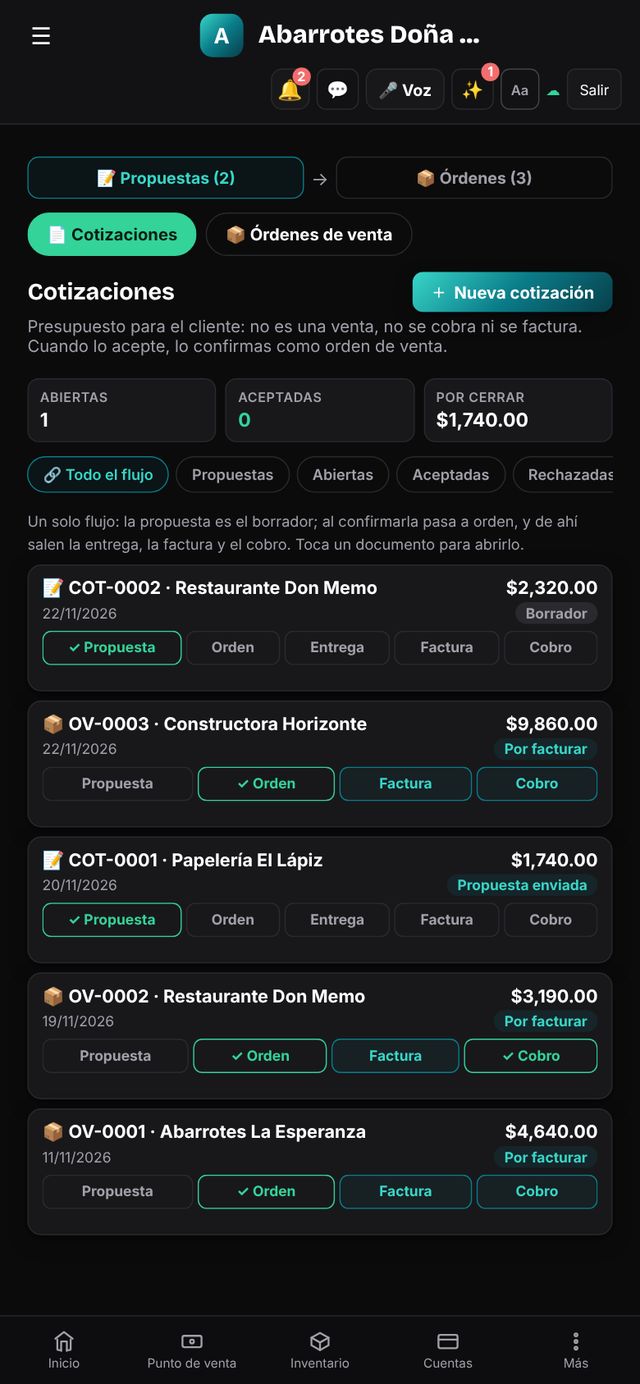 ☰ A Abarrotes Doña ...
🔔 2 💬 🎤 Voz ✨ 1 Aa ☁ Salir
📝 Propuestas (2) → 📦 Órdenes (3)
📄 Cotizaciones 📦 Órdenes de venta
Cotizaciones + Nueva cotización
Presupuesto para el cliente: no es una venta, no se cobra ni se factura.
Cuando lo acepte, lo confirmas como orden de venta.
ABIERTAS ACEPTADAS POR CERRAR
1 0 $1,740.00
🔗 Todo el flujo Propuestas Abiertas Aceptadas Rechazadas
Un solo flujo: la propuesta es el borrador; al confirmarla pasa a orden, y de ahí
salen la entrega, la factura y el cobro. Toca un documento para abrirlo.
📝 COT-0002 · Restaurante Don Memo $2,320.00
22/11/2026 Borrador
✓ Propuesta Orden Entrega Factura Cobro
📦 OV-0003 · Constructora Horizonte $9,860.00
22/11/2026 Por facturar
Propuesta ✓ Orden Factura Cobro
📝 COT-0001 · Papelería El Lápiz $1,740.00
20/11/2026 Propuesta enviada
✓ Propuesta Orden Entrega Factura Cobro
📦 OV-0002 · Restaurante Don Memo $3,190.00
19/11/2026 Por facturar
Propuesta ✓ Orden Factura ✓ Cobro
📦 OV-0001 · Abarrotes La Esperanza $4,640.00
11/11/2026 Por facturar
Propuesta ✓ Orden Factura Cobro
Inicio Punto de venta Inventario Cuentas Más